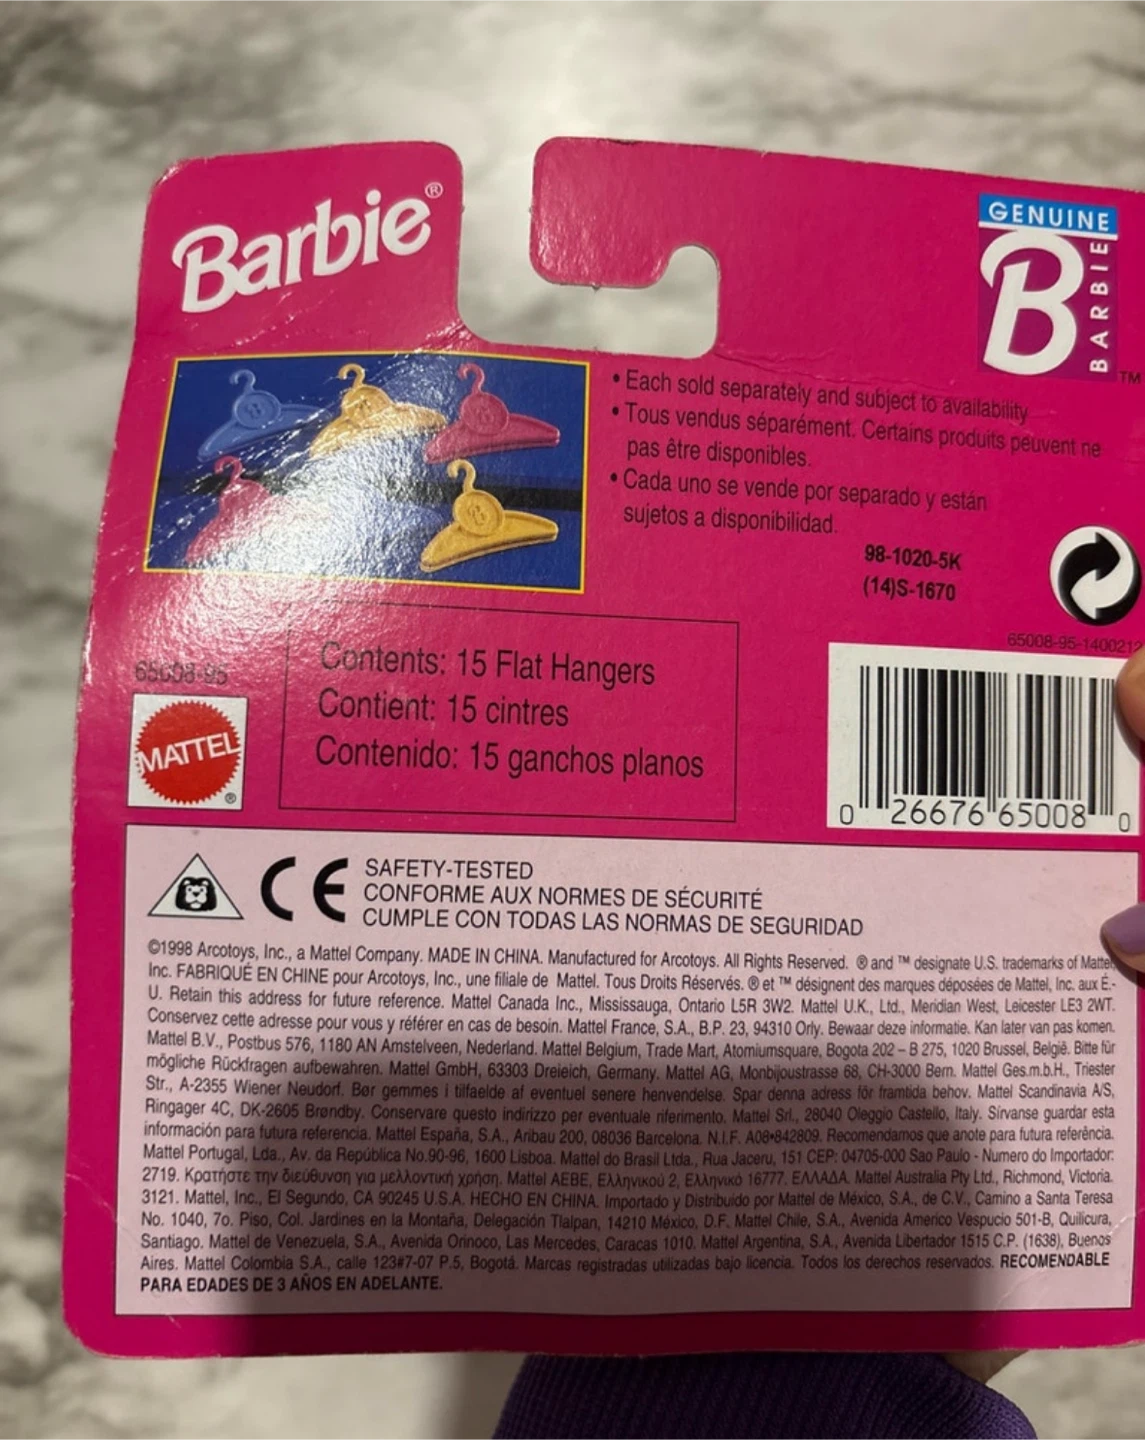 Barbie®
GENUINE
B
BARBIE
TM
• Each sold separately and subject to availability
• Tous vendus séparément. Certains produits peuvent ne
pas être disponibles.
• Cada uno se vende por separado y están
sujetos a disponibilidad.
98-1020-5K
(14)S-1670
65008-95-1400212
65008-95
MATTEL
®
Contents: 15 Flat Hangers
Contient: 15 cintres
Contenido: 15 ganchos planos
0 26676 65008 0
CE
SAFETY-TESTED
CONFORME AUX NORMES DE SÉCURITÉ
CUMPLE CON TODAS LAS NORMAS DE SEGURIDAD
©1998 Arcotoys, Inc., a Mattel Company. MADE IN CHINA. Manufactured for Arcotoys. All Rights Reserved. ® and ™ designate U.S. trademarks of Mattel,
Inc. FABRIQUÉ EN CHINE pour Arcotoys, Inc., une filiale de Mattel. Tous Droits Réservés. ® et ™ désignent des marques déposées de Mattel, Inc. aux É.-
U. Retain this address for future reference. Mattel Canada Inc., Mississauga, Ontario L5R 3W2. Mattel U.K., Ltd., Meridian West, Leicester LE3 2WT.
Conservez cette adresse pour vous y référer en cas de besoin. Mattel France, S.A., B.P. 23, 94310 Orly. Bewaar deze informatie. Kan later van pas komen.
Mattel B.V., Postbus 576, 1180 AN Amstelveen, Nederland. Mattel Belgium, Trade Mart, Atomiumsquare, Bogota 202 – B 275, 1020 Brussel, België. Bitte für
mögliche Rückfragen aufbewahren. Mattel GmbH, 63303 Dreieich, Germany. Mattel AG, Monbijoustrasse 68, CH-3000 Bern. Mattel Ges.m.b.H., Triester
Str., A-2355 Wiener Neudorf. Bør gemmes i tilfaelde af eventuel senere henvendelse. Spar denna adress för framtida behov. Mattel Scandinavia A/S,
Ringager 4C, DK-2605 Brøndby. Conservare questo indirizzo per eventuale riferimento. Mattel Srl., 28040 Oleggio Castello, Italy. Sírvanse guardar esta
información para futura referencia. Mattel España, S.A., Aribau 200, 08036 Barcelona. N.I.F. A08•842809. Recomendamos que anote para futura referência.
Mattel Portugal, Lda., Av. da República No.90-96, 1600 Lisboa. Mattel do Brasil Ltda., Rua Jaceru, 151 CEP: 04705-000 Sao Paulo - Numero do Importador:
2719. Κρατήστε την διεύθυνση για μελλοντική χρήση. Mattel AEBE, Ελληνικού 2, Ελληνικό 16777. ΕΛΛΑΔΑ. Mattel Australia Pty Ltd., Richmond, Victoria.
3121. Mattel, Inc., El Segundo, CA 90245 U.S.A. HECHO EN CHINA. Importado y Distribuido por Mattel de México, S.A., de C.V., Camino a Santa Teresa
No. 1040, 7o. Piso, Col. Jardines en la Montaña, Delegación Tlalpan, 14210 México, D.F. Mattel Chile, S.A., Avenida Americo Vespucio 501-B, Quilicura,
Santiago. Mattel de Venezuela, S.A., Avenida Orinoco, Las Mercedes, Caracas 1010. Mattel Argentina, S.A., Avenida Libertador 1515 C.P. (1638), Buenos
Aires. Mattel Colombia S.A., calle 123#7-07 P.5, Bogotá. Marcas registradas utilizadas bajo licencia. Todos los derechos reservados. RECOMENDABLE
PARA EDADES DE 3 AÑOS EN ADELANTE.